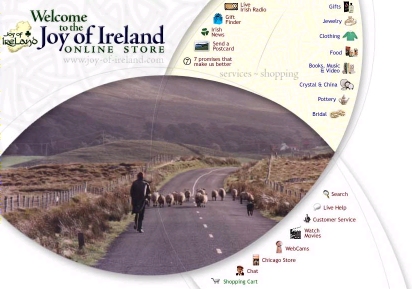 Welcome
to the
Joy of Ireland
ONLINE STORE
www.joy-of-ireland.com
Joy of
IreLanD
Live
Irish Radio
Gift
Finder
Irish
News
Send a
Postcard
7 promises that
make us better
services ~ shopping
Gifts
Jewelry
Clothing
Food
Books, Music
& Video
Crystal & China
Pottery
Bridal
Search
Live Help
Customer Service
Watch
Movies
WebCams
Chicago Store
Chat
Shopping Cart